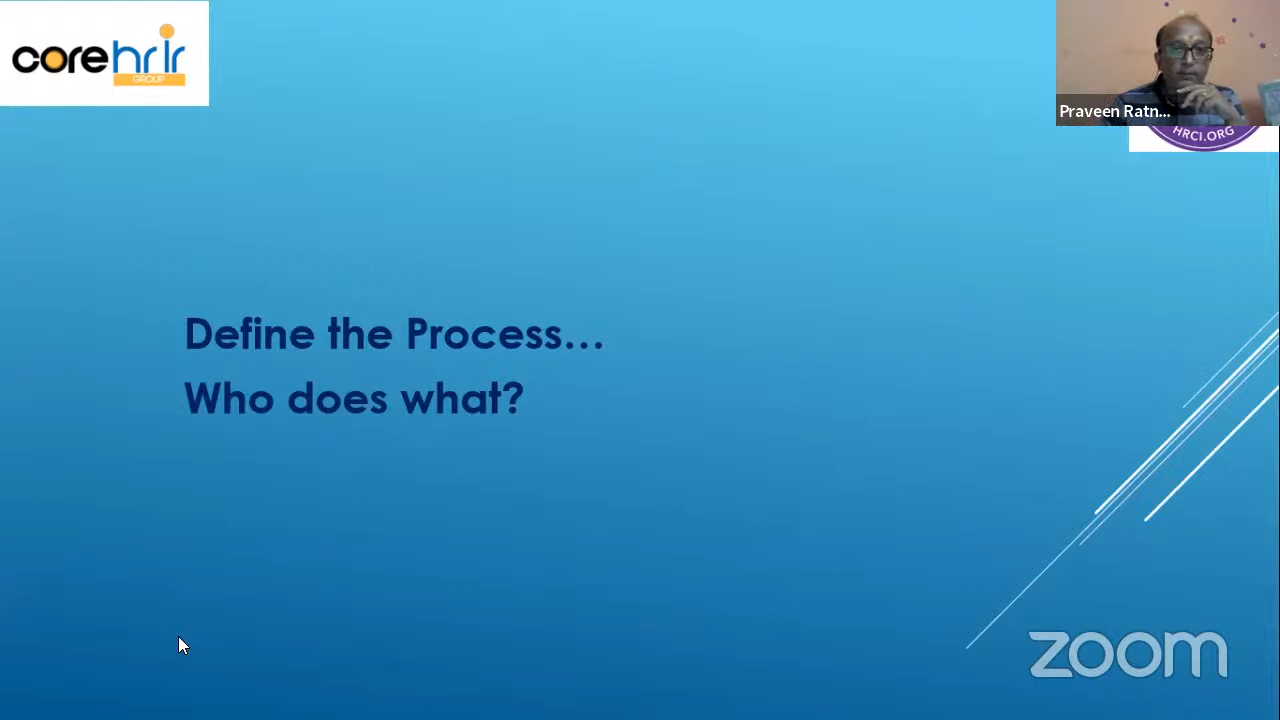 corehrir
GROUP
Praveen Ratn...
HRCI.ORG
Define the Process...
Who does what?
zoom